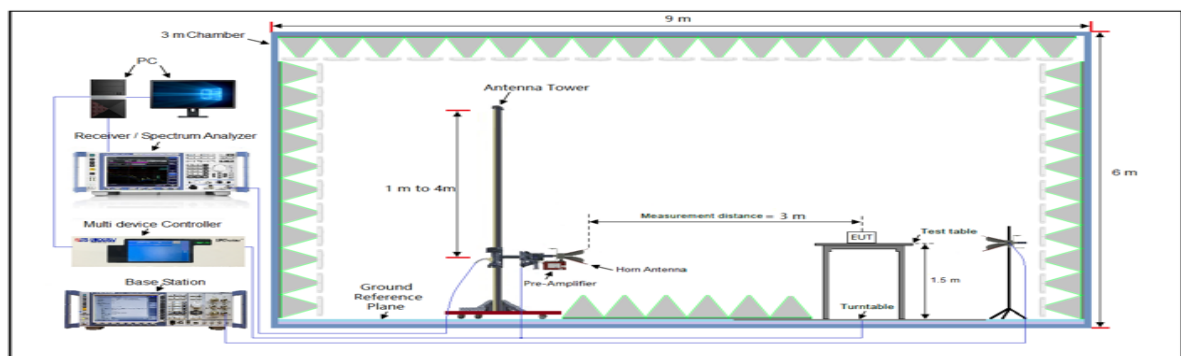 9 m
3 m Chamber
PC
Antenna Tower
Receiver / Spectrum Analyzer
1 m to 4m
6 m
Measurement distance = 3 m
Multi device Controller
EUT
Test table
Horn Antenna
Pre-Amplifier
Base Station
1.5 m
Ground
Reference
Plane
Turntable